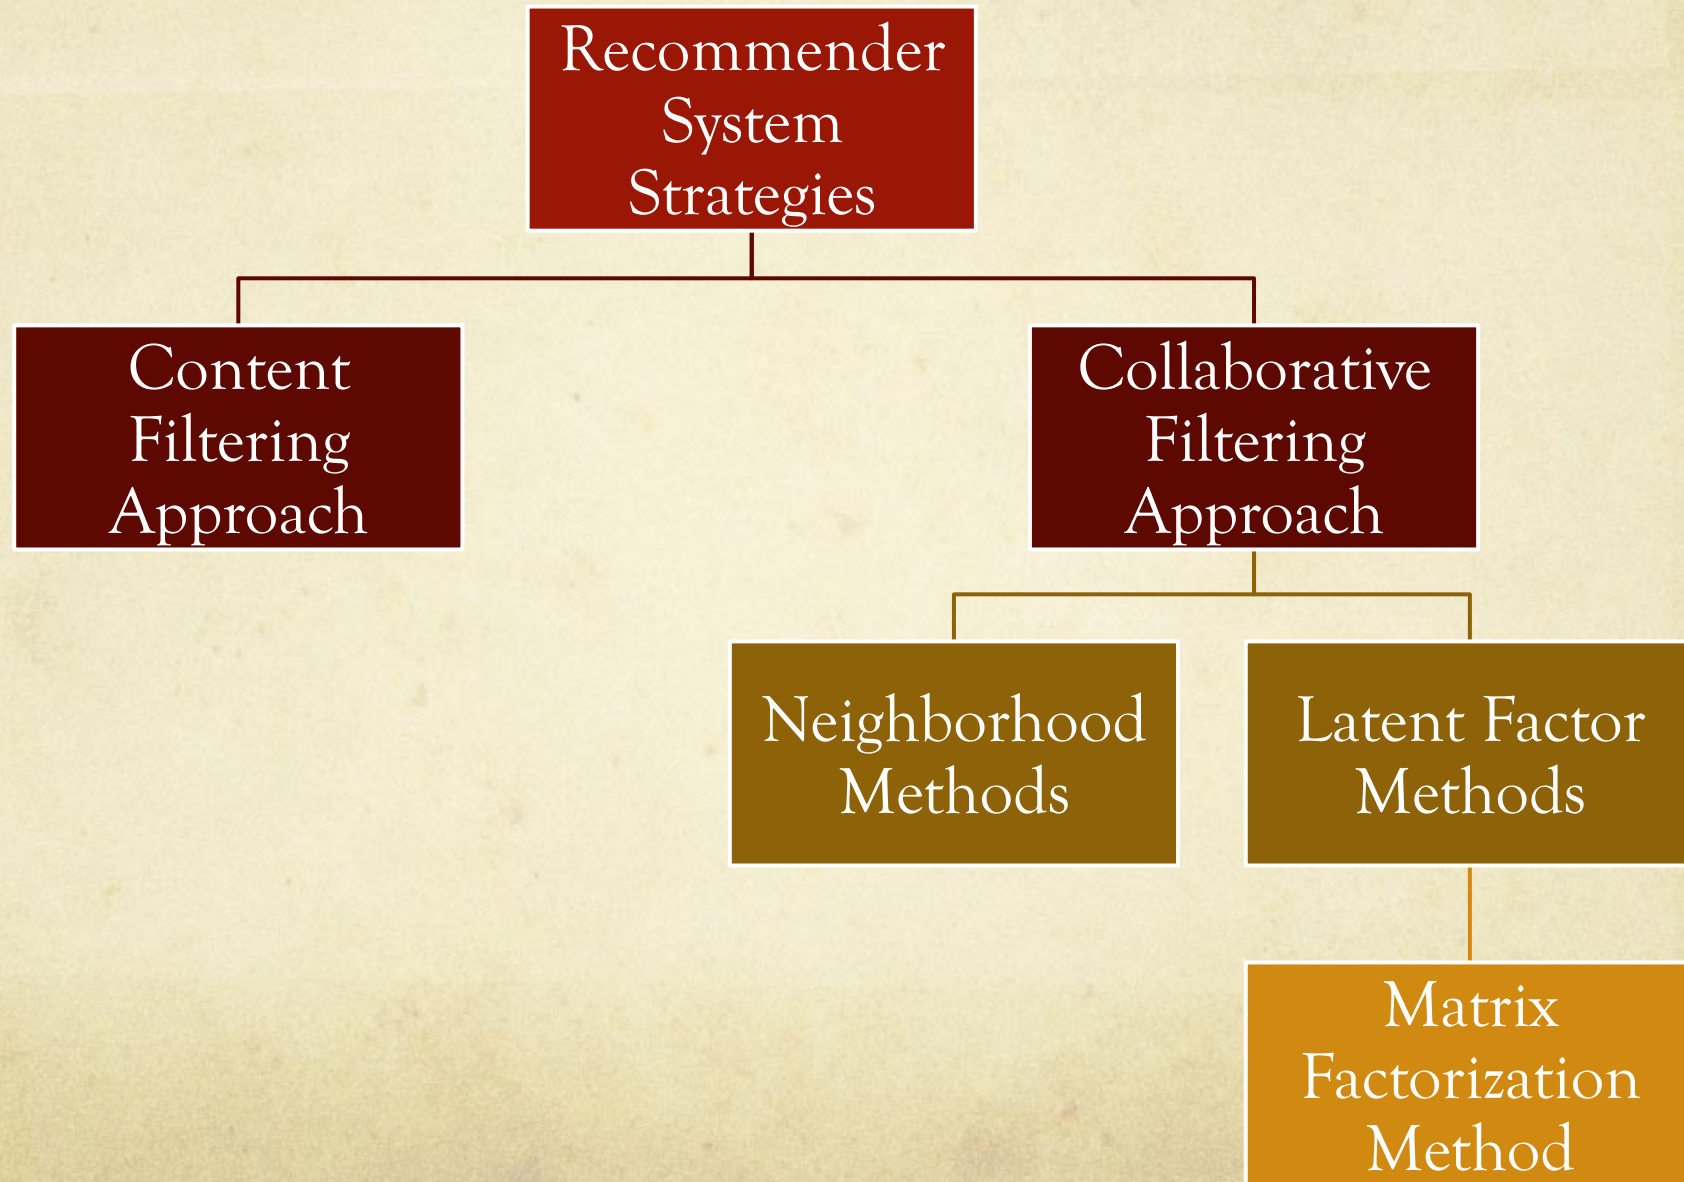 Recommender
System
Strategies
Content
Filtering
Approach
Collaborative
Filtering
Approach
Neighborhood
Methods
Latent Factor
Methods
Matrix
Factorization
Method